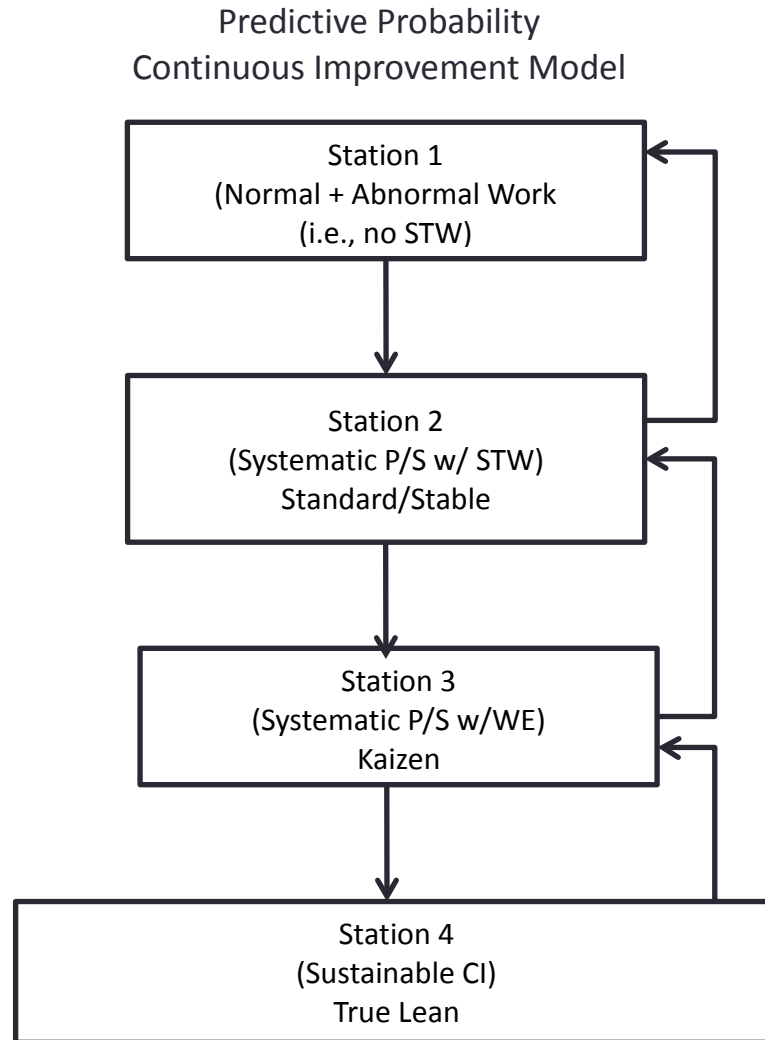 Predictive Probability
Continuous Improvement Model
Station 1
(Normal + Abnormal Work
(i.e., no STW)
Station 2
(Systematic P/S w/ STW)
Standard/Stable
Station 3
(Systematic P/S w/WE)
Kaizen
Station 4
(Sustainable CI)
True Lean